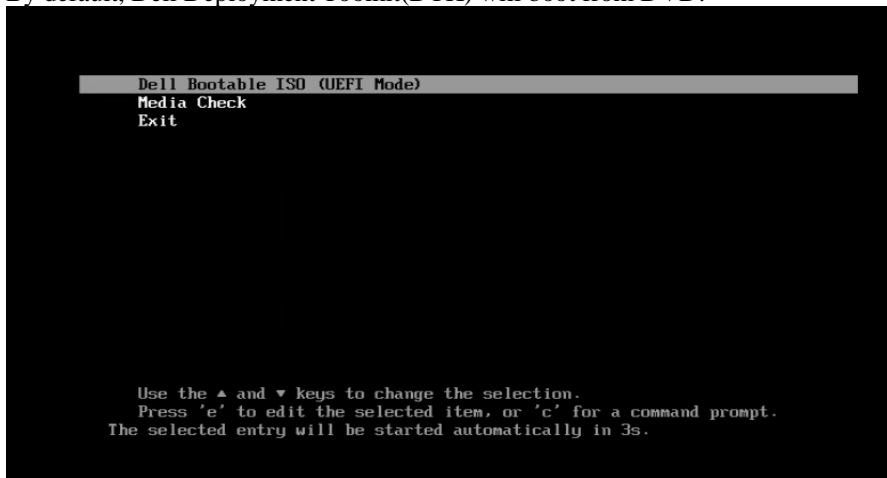 By default, Dell Deployment Toolkit(DTK) will boot from DVD.
Dell Bootable ISO (UEFI Mode)
Media Check
Exit
Use the ▲ and ▼ keys to change the selection.
Press 'e' to edit the selected item, or 'c' for a command prompt.
The selected entry will be started automatically in 3s.